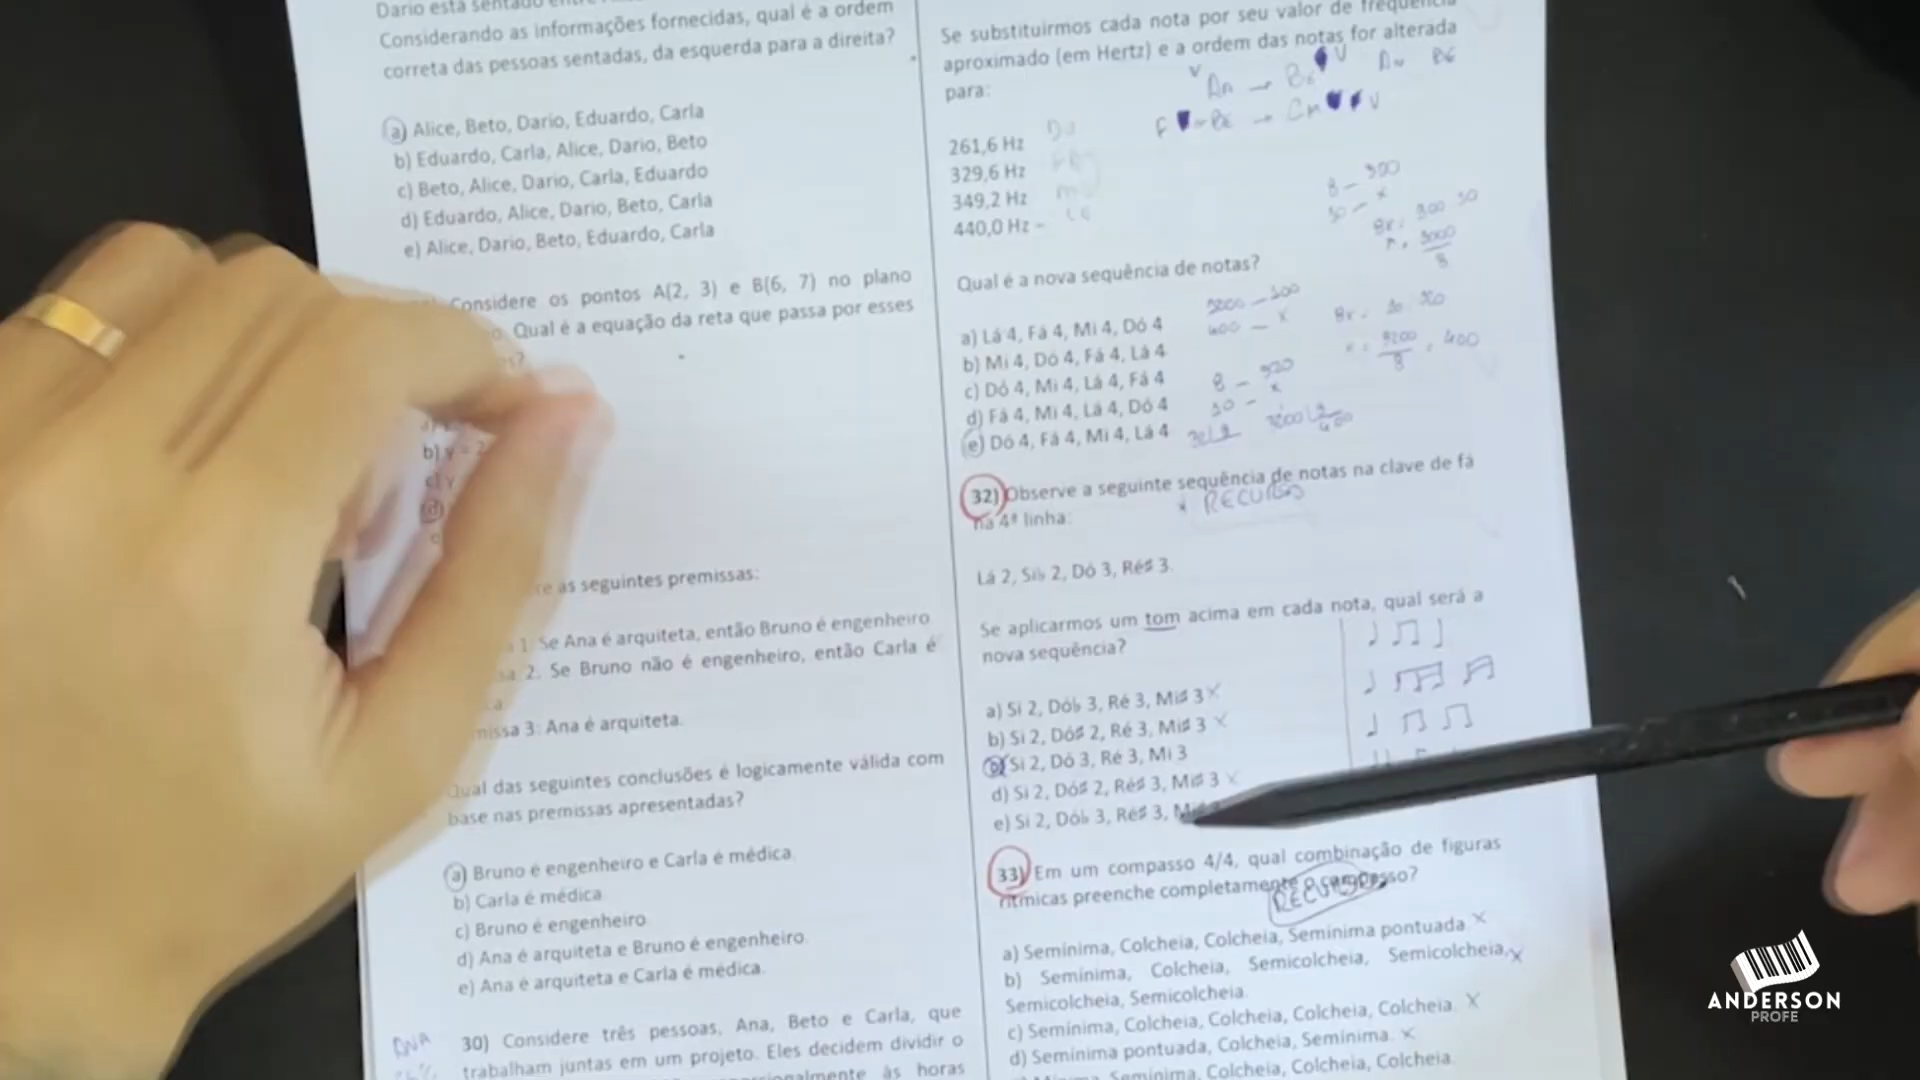 Dario está sentado
Considerando as informações fornecidas, qual é a ordem
correta das pessoas sentadas, da esquerda para a direita?
a) Alice, Beto, Dario, Eduardo, Carla
b) Eduardo, Carla, Alice, Dario, Beto
c) Beto, Alice, Dario, Carla, Eduardo
d) Eduardo, Alice, Dario, Beto, Carla
e) Alice, Dario, Beto, Eduardo, Carla
Considere os pontos A(2, 3) e B(6, 7) no plano
Qual é a equação da reta que passa por esses
b) y = 2
c) y
d
as seguintes premissas:
1: Se Ana é arquiteta, então Bruno é engenheiro
2: Se Bruno não é engenheiro, então Carla é
missa 3: Ana é arquiteta.
Qual das seguintes conclusões é logicamente válida com
base nas premissas apresentadas?
a) Bruno é engenheiro e Carla é médica.
b) Carla é médica.
c) Bruno é engenheiro.
d) Ana é arquiteta e Bruno é engenheiro.
e) Ana é arquiteta e Carla é médica.
30) Considere três pessoas, Ana, Beto e Carla, que
trabalham juntas em um projeto. Eles decidem dividir o
às horas
Se substituirmos cada nota por seu valor de frequência
aproximado (em Hertz) e a ordem das notas for alterada
para:
261,6 Hz
329,6 Hz
349,2 Hz
440,0 Hz -
8 - 320
Qual é a nova sequência de notas?
a) Lá 4, Fá 4, Mi 4, Dó 4
b) Mi 4, Dó 4, Fá 4, Lá 4
c) Dó 4, Mi 4, Lá 4, Fá 4
d) Fá 4, Mi 4, Lá 4, Dó 4
e) Dó 4, Fá 4, Mi 4, Lá 4
32) Observe a seguinte sequência de notas na clave de fá
na 4ª linha:
RECURSO
Lá 2, Si♭ 2, Dó 3, Ré♯ 3.
Se aplicarmos um tom acima em cada nota, qual será a
nova sequência?
a) Si 2, Dó♭ 3, Ré 3, Mi♯ 3 X
b) Si 2, Dó♯ 2, Ré 3, Mi♯ 3 X
Si 2, Dó 3, Ré 3, Mi 3
d) Si 2, Dó♯ 2, Ré♯ 3, Mi♯ 3 X
e) Si 2, Dó♭ 3, Ré♯ 3,
33) Em um compasso 4/4, qual combinação de figuras
rítmicas preenche completamente o compasso?
RECURSO
a) Semínima, Colcheia, Colcheia, Semínima pontuada X
b) Semínima, Colcheia, Semicolcheia, Semicolcheia, X
Semicolcheia, Semicolcheia.
c) Semínima, Colcheia, Colcheia, Colcheia, Colcheia. X
d) Semínima pontuada, Colcheia, Semínima. X
Semínima, Colcheia, Colcheia, Colcheia.
ANDERSON
PROFE